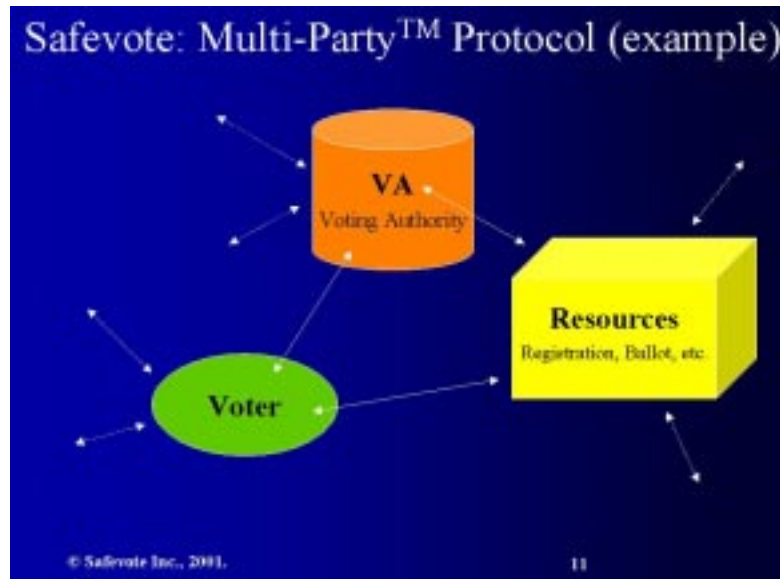 Safevote: Multi-Party™ Protocol (example)
VA
Voting Authority
Resources
Registration, Ballot, etc.
Voter
© Safevote Inc., 2001.
11